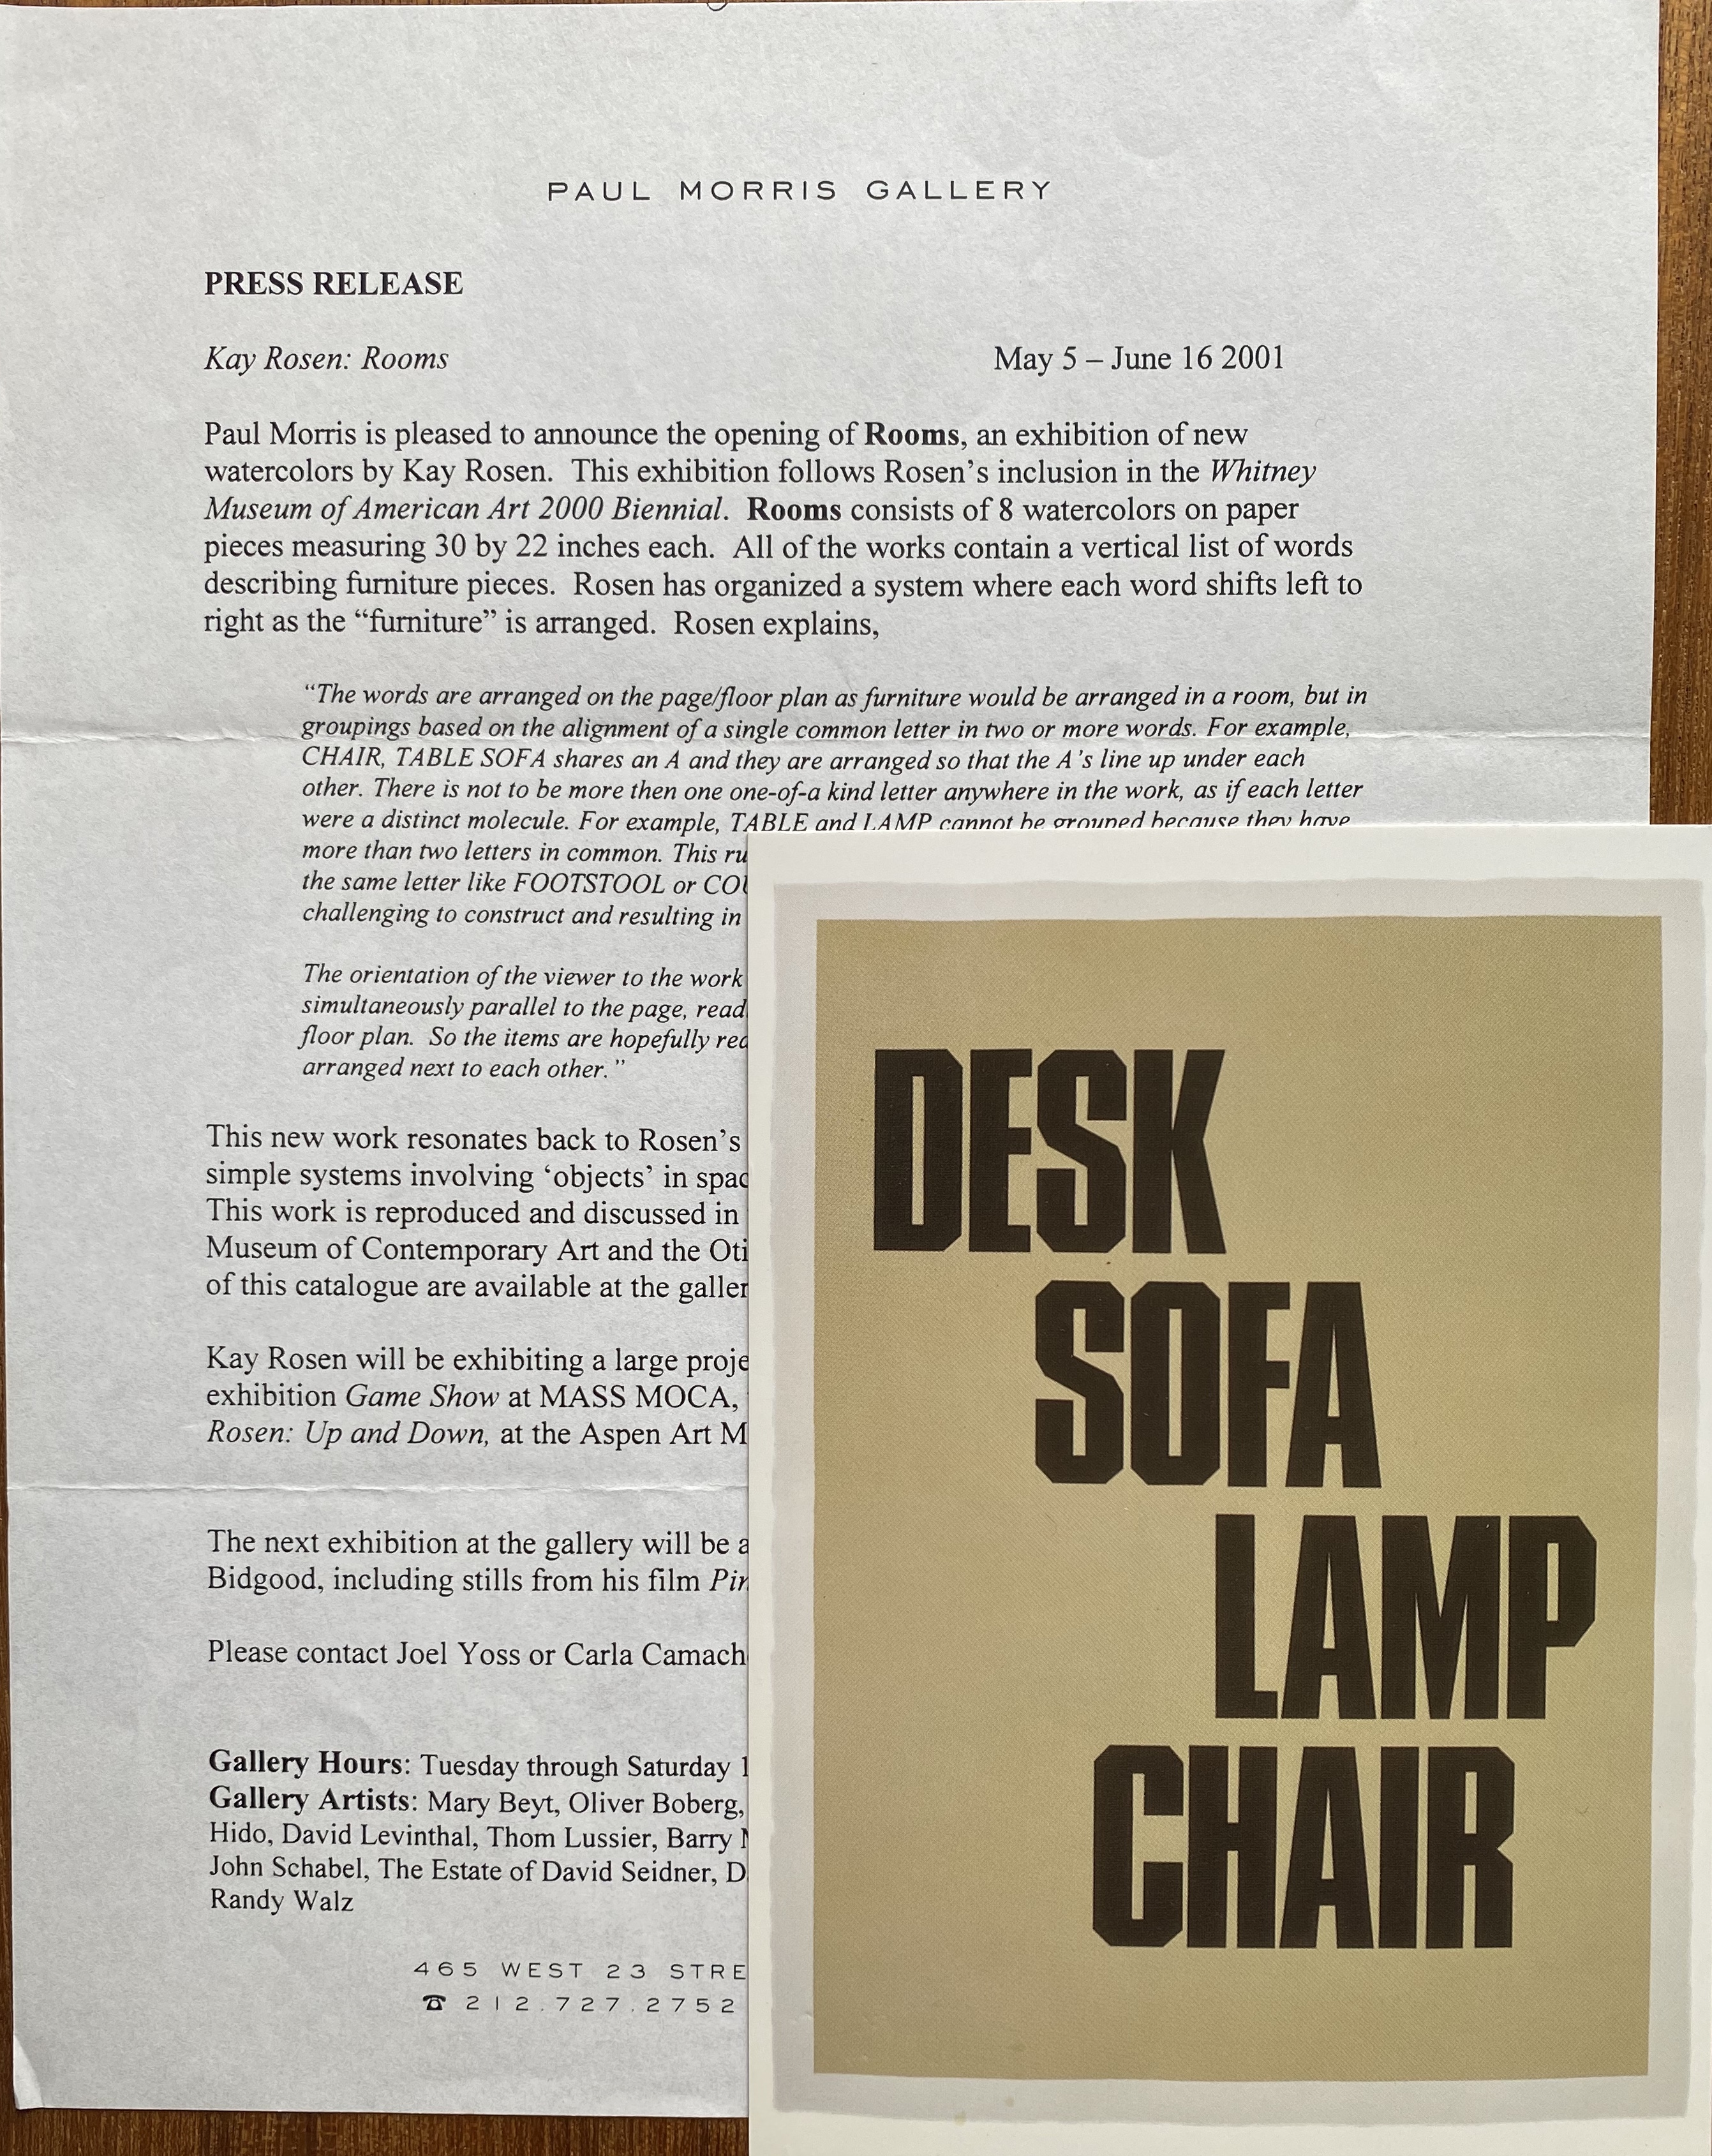 PAUL MORRIS GALLERY
PRESS RELEASE
Kay Rosen: Rooms May 5 – June 16 2001
Paul Morris is pleased to announce the opening of Rooms, an exhibition of new
watercolors by Kay Rosen. This exhibition follows Rosen's inclusion in the Whitney
Museum of American Art 2000 Biennial. Rooms consists of 8 watercolors on paper
pieces measuring 30 by 22 inches each. All of the works contain a vertical list of words
describing furniture pieces. Rosen has organized a system where each word shifts left to
right as the “furniture” is arranged. Rosen explains,
“The words are arranged on the page/floor plan as furniture would be arranged in a room, but in
groupings based on the alignment of a single common letter in two or more words. For example,
CHAIR, TABLE SOFA shares an A and they are arranged so that the A's line up under each
other. There is not to be more then one one-of-a kind letter anywhere in the work, as if each letter
were a distinct molecule. For example, TABLE and LAMP cannot be grouped because they have
more than two letters in common. This
the same letter like FOOTSTOOL or
challenging to construct and resulting in
The orientation of the viewer to the work
simultaneously parallel to the page,
floor plan. So the items are hopefully
arranged next to each other.”
This new work resonates back to Rosen's
simple systems involving ‘objects’ in
This work is reproduced and discussed in
Museum of Contemporary Art and the
of this catalogue are available at the
Kay Rosen will be exhibiting a large
exhibition Game Show at MASS MOCA,
Rosen: Up and Down, at the Aspen Art
The next exhibition at the gallery will be
Bidgood, including stills from his film
Please contact Joel Yoss or Carla
Gallery Hours: Tuesday through Saturday
Gallery Artists: Mary Beyt, Oliver Boberg,
Hido, David Levinthal, Thom Lussier, Barry
John Schabel, The Estate of David Seidner,
Randy Walz
465 WEST 23
☎ 212.727.2752
DESK
SOFA
LAMP
CHAIR